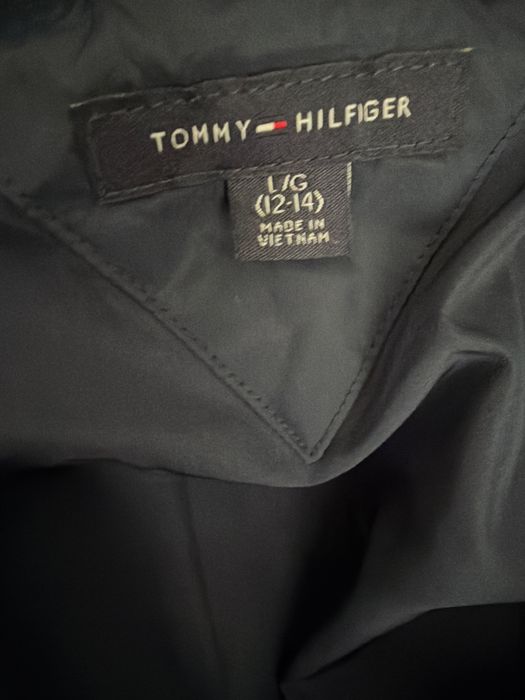 TOMMY HILFIGER
L/G
(12-14)
MADE IN
VIETNAM